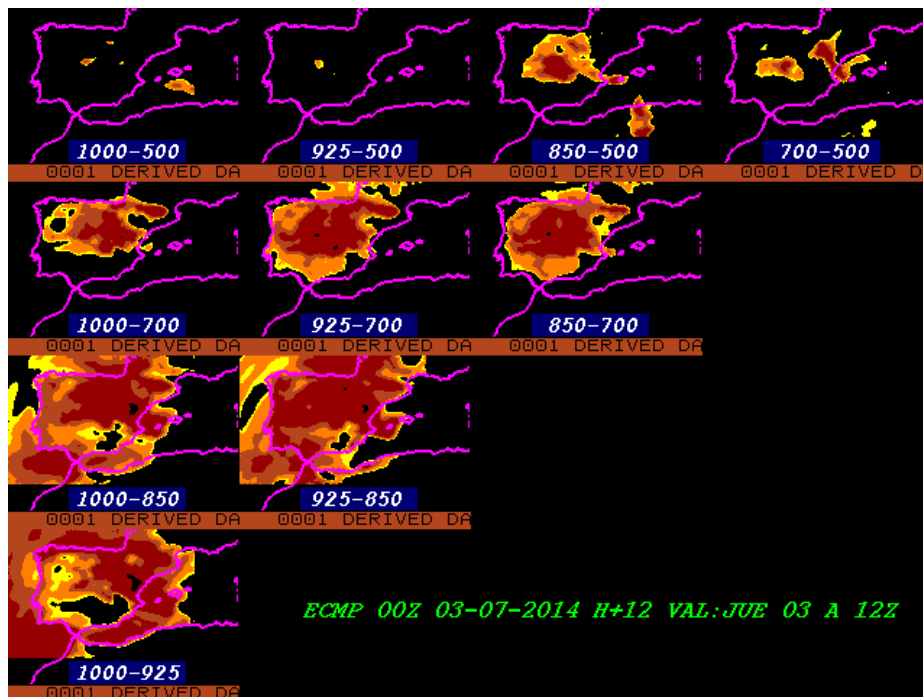 1000-500 925-500 850-500 700-500
0001 DERIVED DA 0001 DERIVED DA 0001 DERIVED DA 0001 DERIVED D
1000-700 925-700 850-700
0001 DERIVED DA 0001 DERIVED DA 0001 DERIVED DA
1000-850 925-850
0001 DERIVED DA 0001 DERIVED DA
ECMP 00Z 03-07-2014 H+12 VAL:JUE 03 A 12Z
1000-925
0001 DERIVED DA